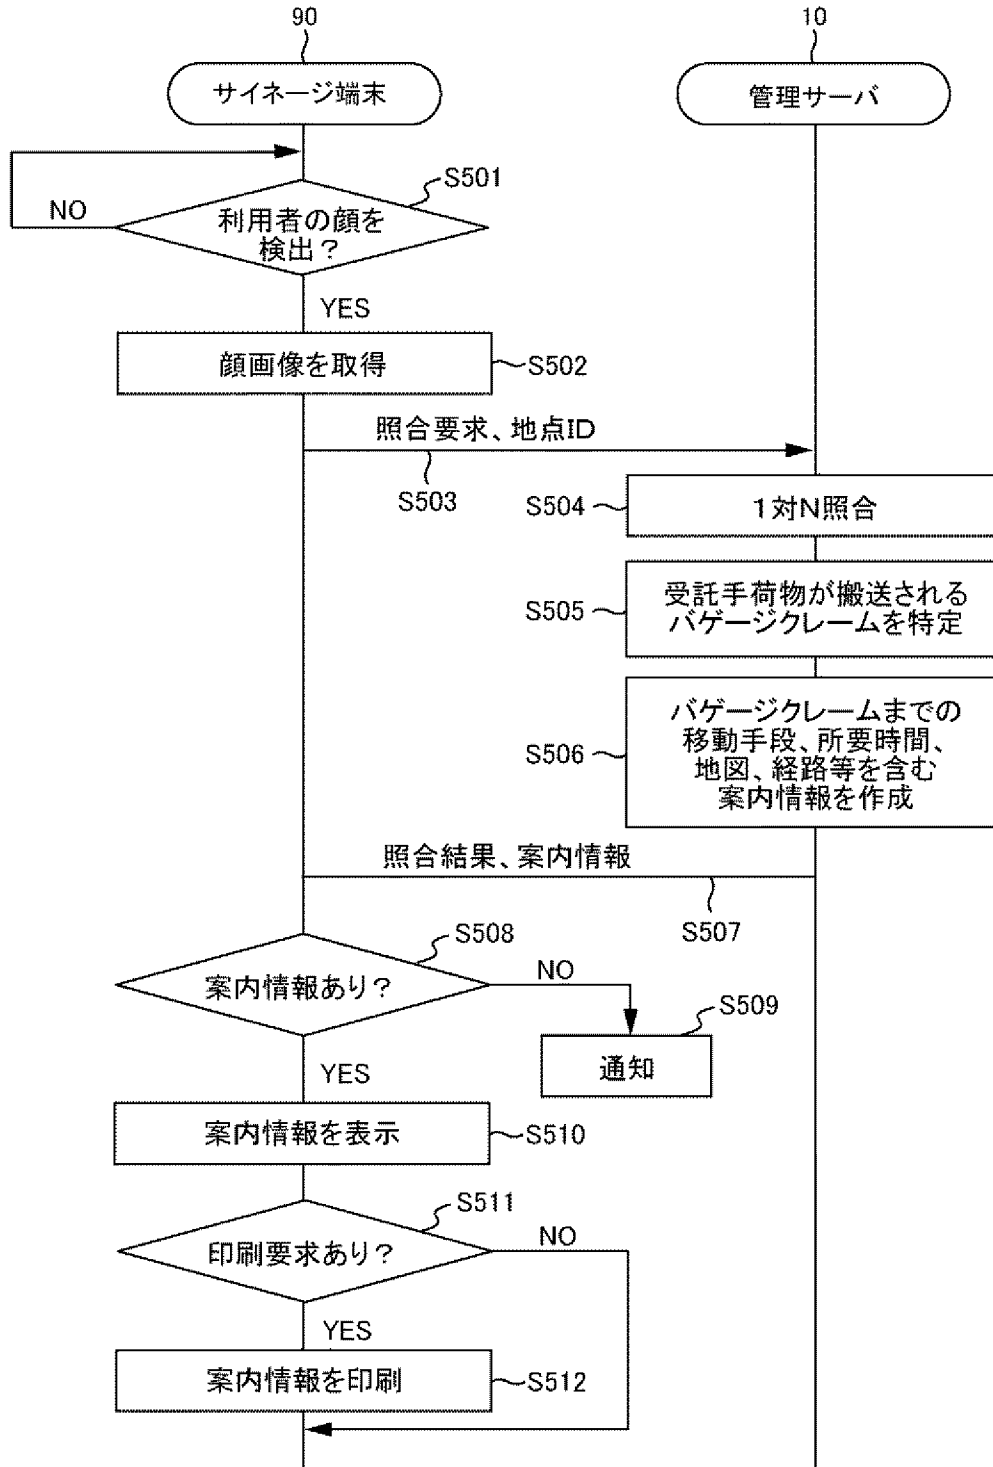 90
10
サイネージ端末
管理サーバ
S501
NO
利用者の顔を
検出？
YES
顔画像を取得
S502
照合要求、地点ID
S503
S504
１対N照合
S505
受託手荷物が搬送される
バゲージクレームを特定
S506
バゲージクレームまでの
移動手段、所要時間、
地図、経路等を含む
案内情報を作成
照合結果、案内情報
S507
S508
案内情報あり？
NO
S509
通知
YES
案内情報を表示
S510
S511
印刷要求あり？
NO
YES
案内情報を印刷
S512